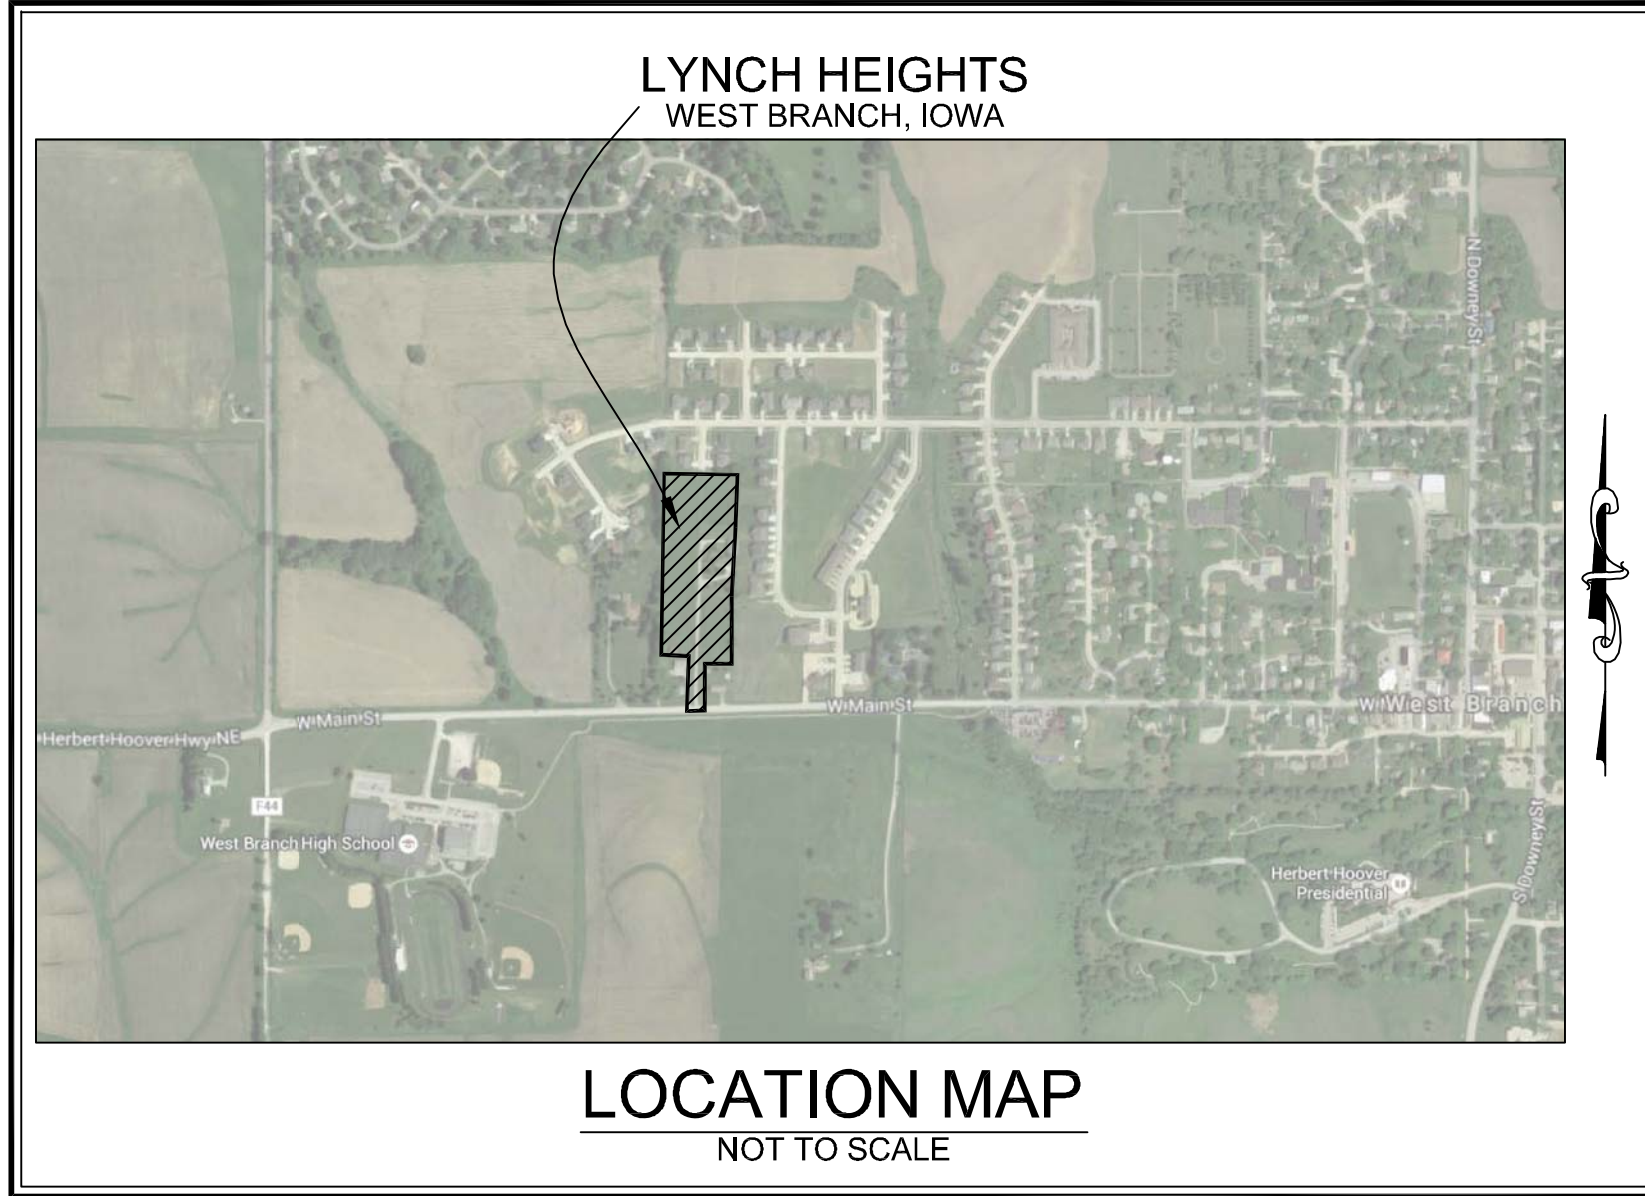 LYNCH HEIGHTS
WEST BRANCH, IOWA
N Downey St
W Main St
W Main St
West Branch
Herbert Hoover Hwy NE
F44
West Branch High School
Herbert Hoover
Presidential
S Downey St
LOCATION MAP
NOT TO SCALE